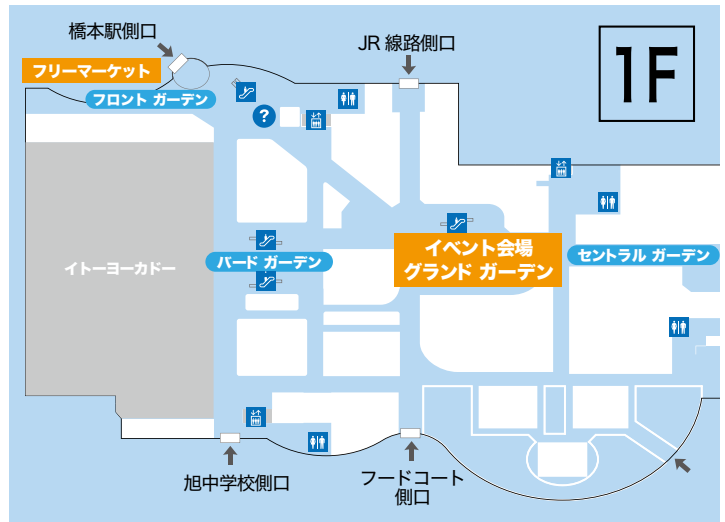 橋本駅側口
JR 線路側口
1F
フリーマーケット
フロント ガーデン
?
イベント会場
グランド ガーデン
イトーヨーカドー
バード ガーデン
セントラル ガーデン
旭中学校側口
フードコート
側口